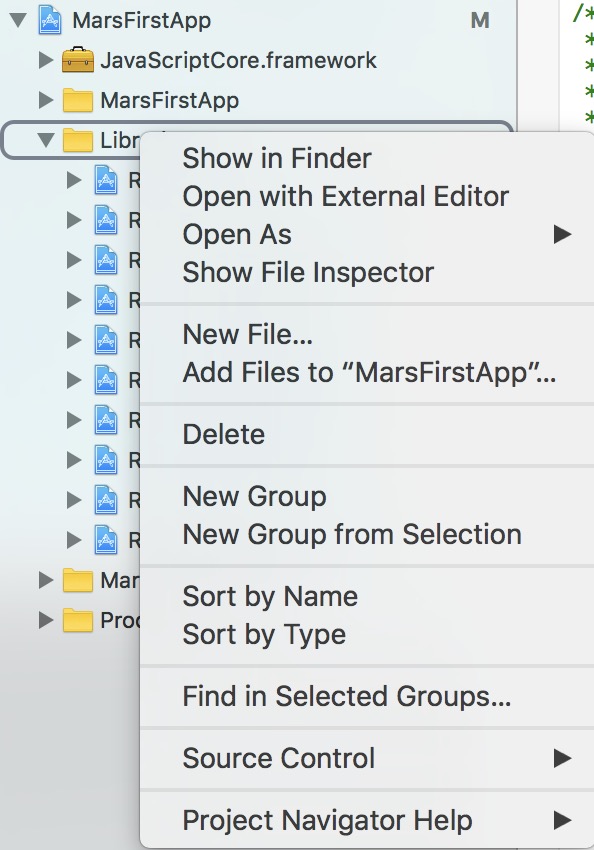 MarsFirstApp M
JavaScriptCore.framework
MarsFirstApp
Show in Finder
Open with External Editor
Open As
Show File Inspector
New File...
Add Files to “MarsFirstApp”...
Delete
New Group
New Group from Selection
Sort by Name
Sort by Type
Find in Selected Groups...
Source Control
Project Navigator Help
/*
*
*
*
*